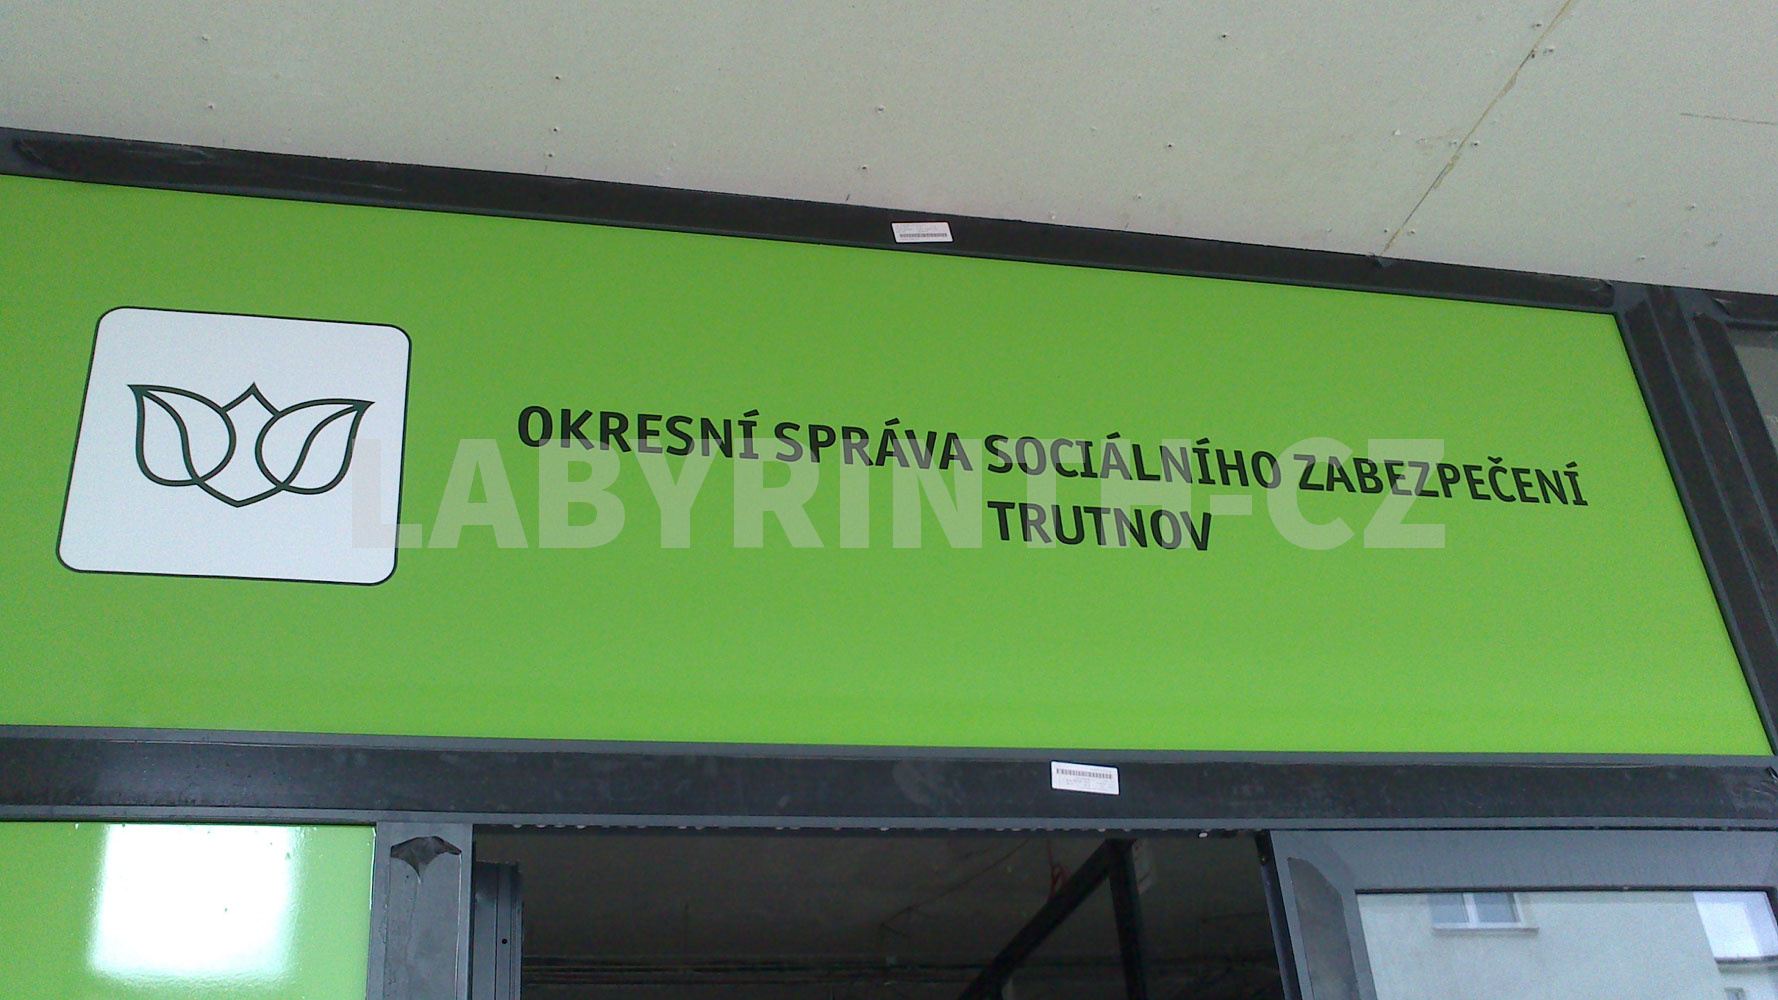 OKRESNÍ SPRÁVA SOCIÁLNÍHO ZABEZPEČENÍ
TRUTNOV
LABYRINTH-CZ